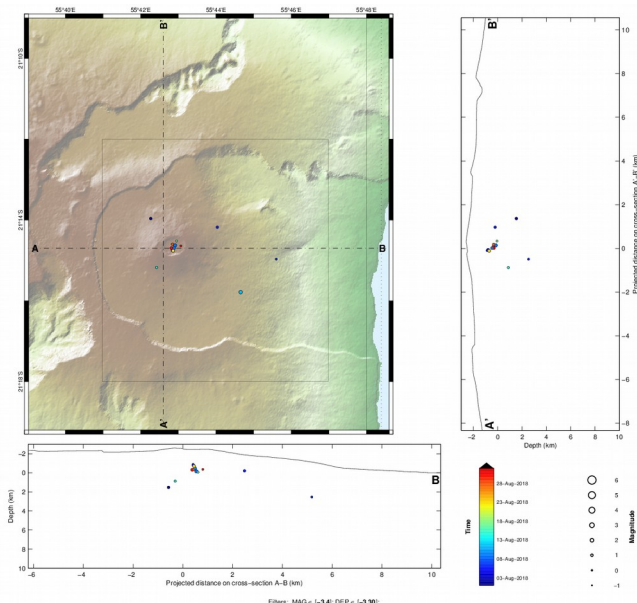 55°40'E 55°42'E 55°44'E 55°46'E 55°48'E
B'
21°10'S
21°14'S
21°18'S
A B
A'
B'
10
8
6
4
2
0
−2
−4
−6
−8
Projected distance on cross−section A'−B' (km)
A'
−2 0 2 4 6 8 10
Depth (km)
−2
0
2
4
6
8
10
Depth (km)
B
−6 −4 −2 0 2 4 6 8 10
Projected distance on cross−section A−B (km)
Time
28−Aug−2018
23−Aug−2018
18−Aug−2018
13−Aug−2018
08−Aug−2018
03−Aug−2018
6
5
4
3
2
1
0
−1
Magnitude